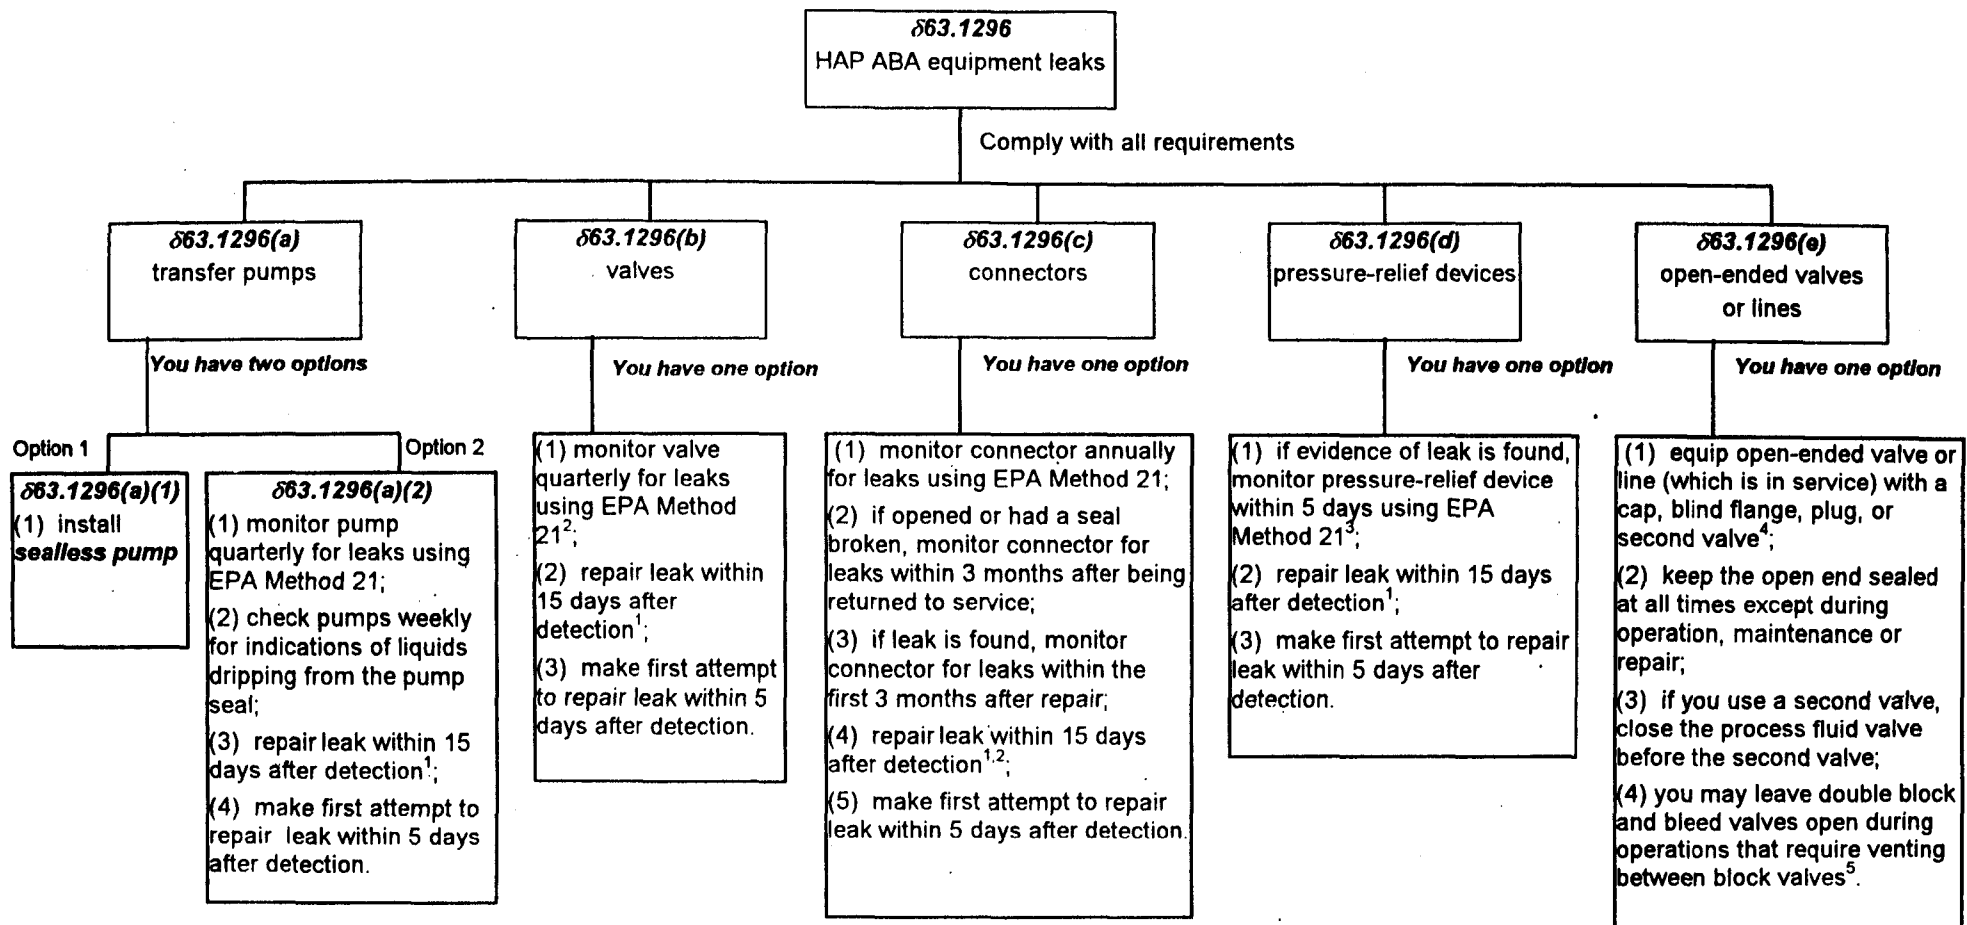 δ63.1296
HAP ABA equipment leaks
Comply with all requirements
δ63.1296(a)
transfer pumps
δ63.1296(b)
valves
δ63.1296(c)
connectors
δ63.1296(d)
pressure-relief devices
δ63.1296(e)
open-ended valves
or lines
You have two options
You have one option
You have one option
You have one option
You have one option
Option 1
Option 2
δ63.1296(a)(1)
(1) install
sealless pump
δ63.1296(a)(2)
(1) monitor pump
quarterly for leaks using
EPA Method 21;
(2) check pumps weekly
for indications of liquids
dripping from the pump
seal;
(3) repair leak within 15
days after detection¹;
(4) make first attempt to
repair leak within 5 days
after detection.
(1) monitor valve
quarterly for leaks
using EPA Method
21²;
(2) repair leak within
15 days after
detection¹;
(3) make first attempt
to repair leak within 5
days after detection.
(1) monitor connector annually
for leaks using EPA Method 21;
(2) if opened or had a seal
broken, monitor connector for
leaks within 3 months after being
returned to service;
(3) if leak is found, monitor
connector for leaks within the
first 3 months after repair;
(4) repair leak within 15 days
after detection¹,²;
(5) make first attempt to repair
leak within 5 days after detection.
(1) if evidence of leak is found,
monitor pressure-relief device
within 5 days using EPA
Method 21³;
(2) repair leak within 15 days
after detection¹;
(3) make first attempt to repair
leak within 5 days after
detection.
(1) equip open-ended valve or
line (which is in service) with a
cap, blind flange, plug, or
second valve⁴;
(2) keep the open end sealed
at all times except during
operation, maintenance or
repair;
(3) if you use a second valve,
close the process fluid valve
before the second valve;
(4) you may leave double block
and bleed valves open during
operations that require venting
between block valves⁵.